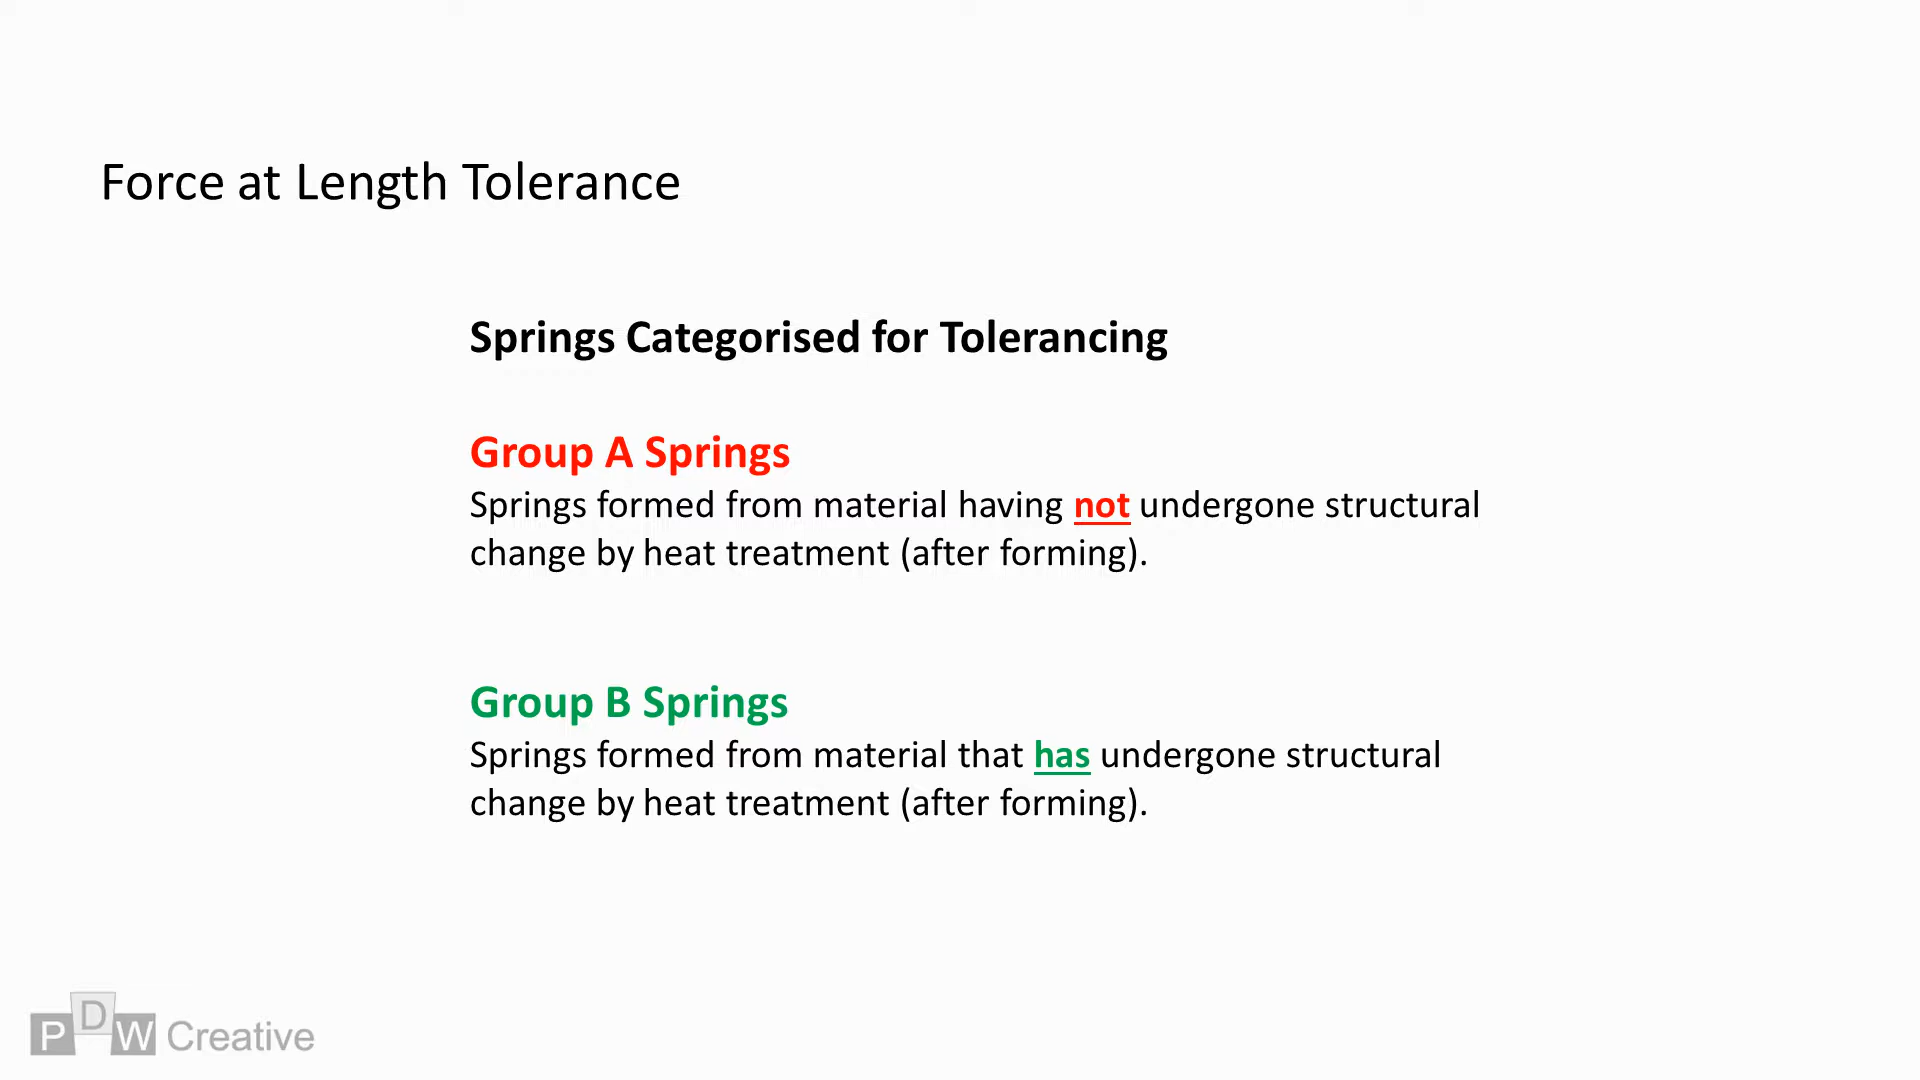 Force at Length Tolerance
Springs Categorised for Tolerancing
Group A Springs
Springs formed from material having not undergone structural
change by heat treatment (after forming).
Group B Springs
Springs formed from material that has undergone structural
change by heat treatment (after forming).
PDW Creative